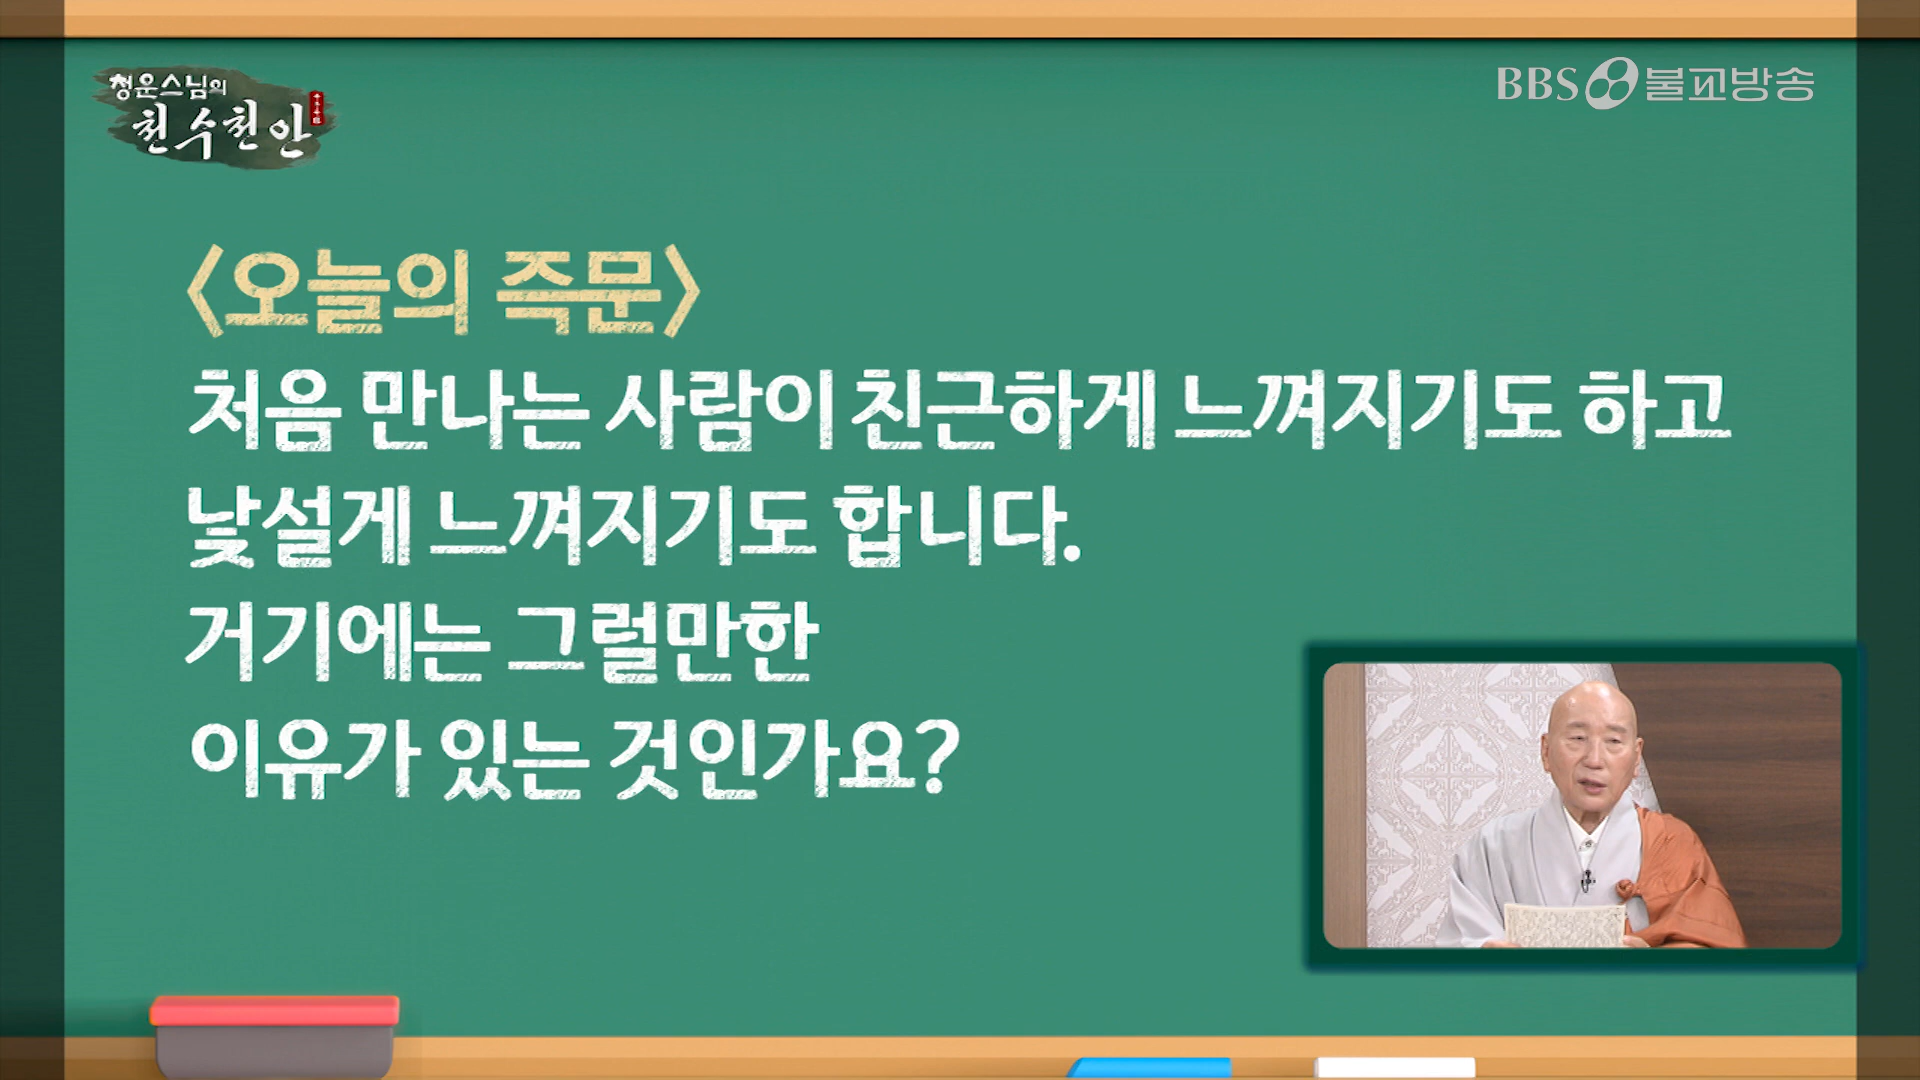 청운스님의
천수천안
BBS 불교방송
〈오늘의 즉문〉
처음 만나는 사람이 친근하게 느껴지기도 하고
낯설게 느껴지기도 합니다.
거기에는 그럴만한
이유가 있는 것인가요?